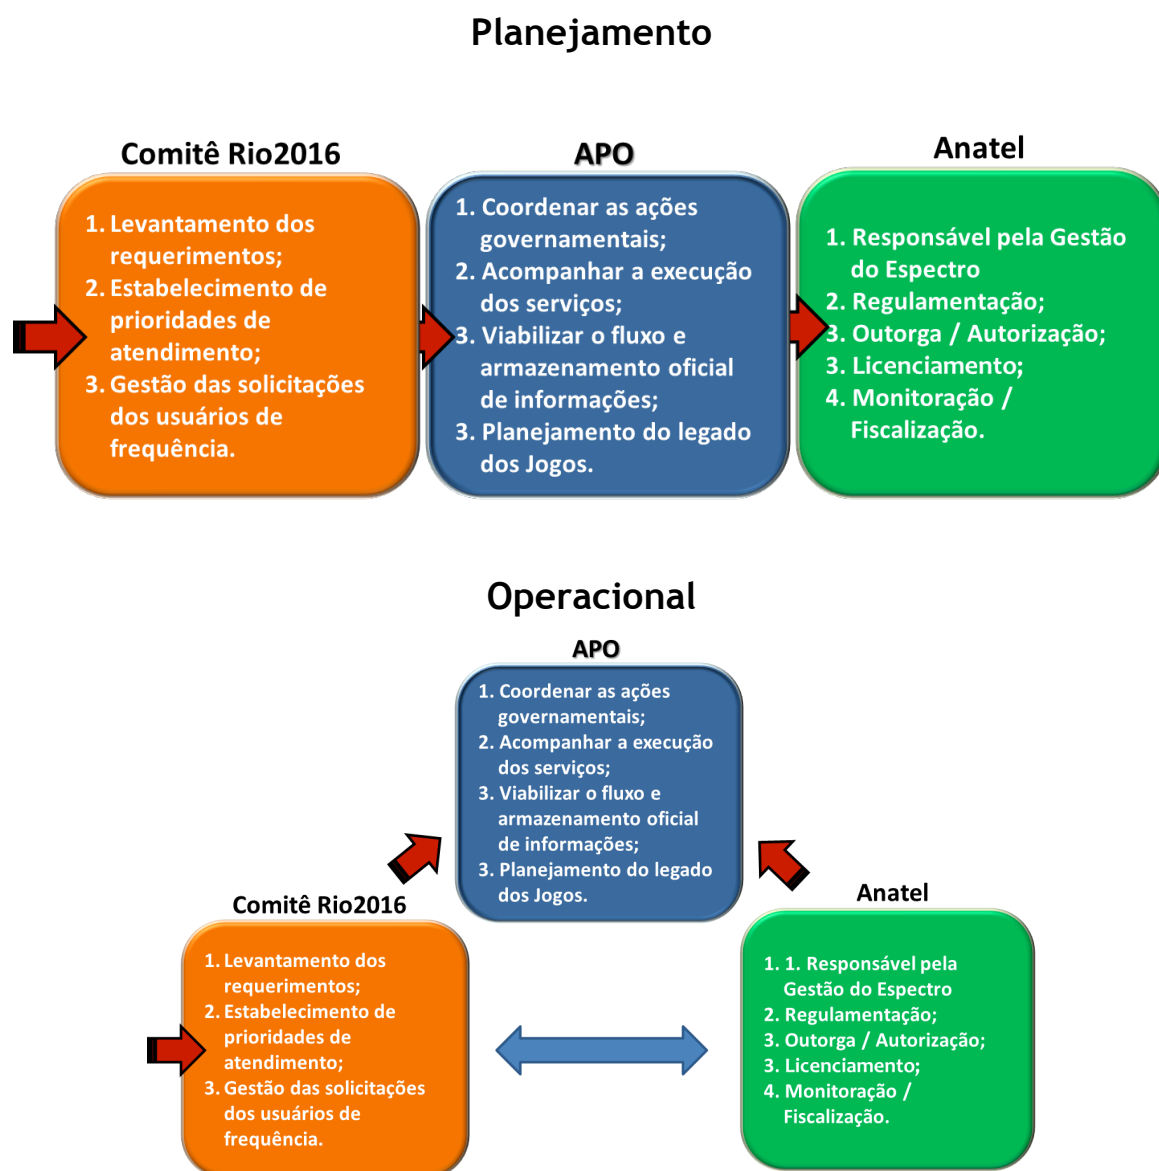 Planejamento
Comitê Rio2016
1. Levantamento dos
requerimentos;
2. Estabelecimento de
prioridades de
atendimento;
3. Gestão das solicitações
dos usuários de
frequência.
APO
1. Coordenar as ações
governamentais;
2. Acompanhar a execução
dos serviços;
3. Viabilizar o fluxo e
armazenamento oficial
de informações;
3. Planejamento do legado
dos Jogos.
Anatel
1. Responsável pela Gestão
do Espectro
2. Regulamentação;
3. Outorga / Autorização;
3. Licenciamento;
4. Monitoração /
Fiscalização.
Operacional
APO
1. Coordenar as ações
governamentais;
2. Acompanhar a execução
dos serviços;
3. Viabilizar o fluxo e
armazenamento oficial
de informações;
3. Planejamento do legado
dos Jogos.
Comitê Rio2016
1. Levantamento dos
requerimentos;
2. Estabelecimento de
prioridades de
atendimento;
3. Gestão das solicitações
dos usuários de
frequência.
Anatel
1. 1. Responsável pela
Gestão do Espectro
2. Regulamentação;
3. Outorga / Autorização;
3. Licenciamento;
4. Monitoração /
Fiscalização.